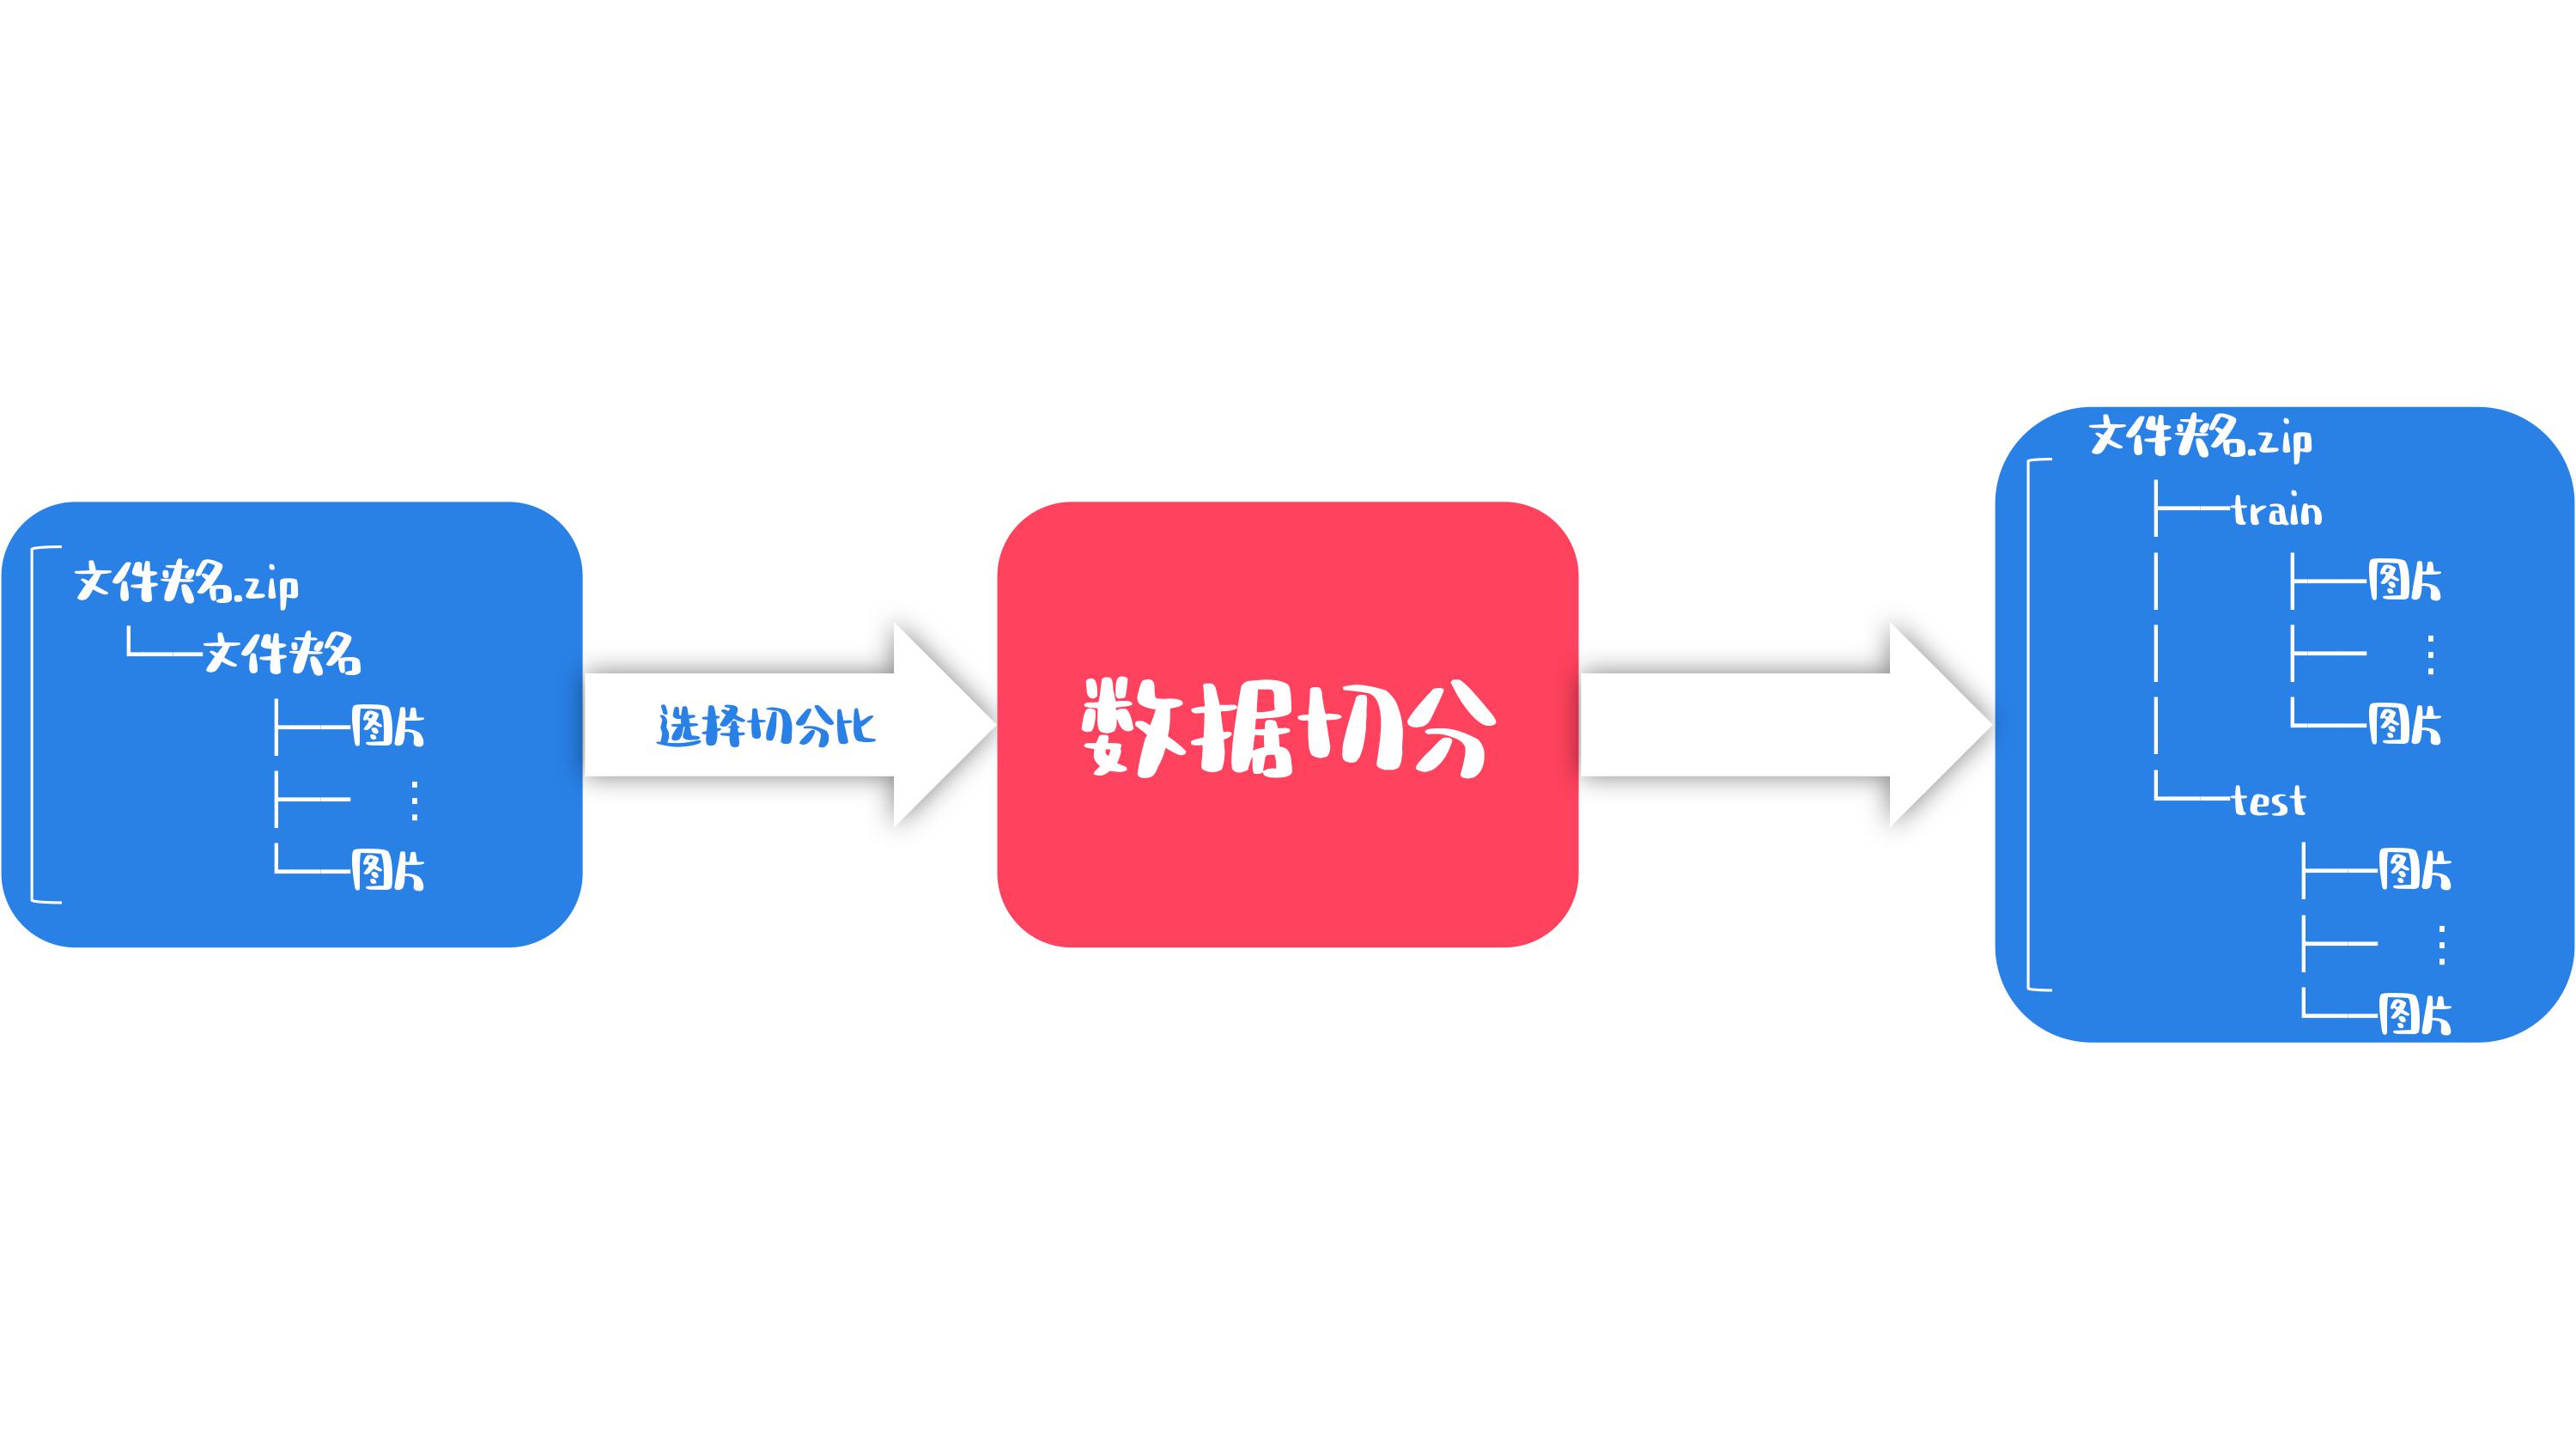 文件夹名.zip
└──文件夹名
├──图片
├── ⋮
└──图片
选择切分比
数据切分
文件夹名.zip
├──train
│ ├──图片
│ ├── ⋮
│ └──图片
└──test
├──图片
├── ⋮
└──图片